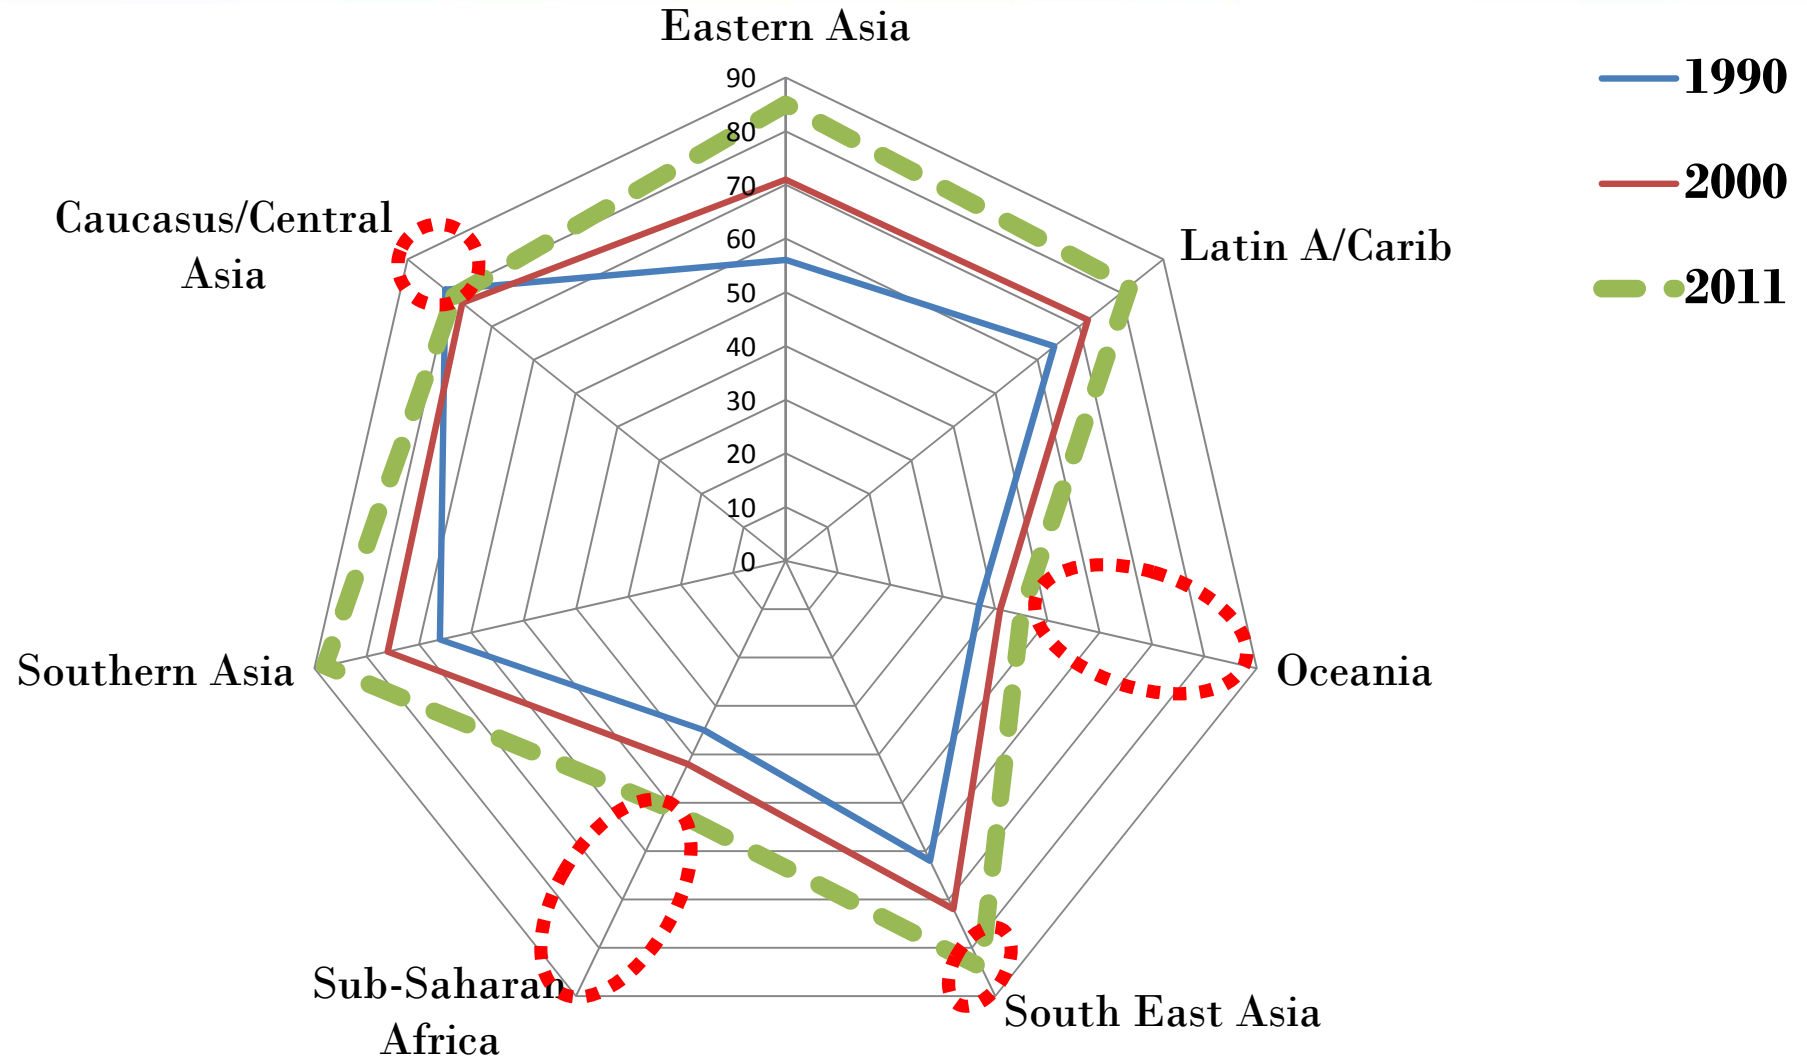 Eastern Asia
90
80
70
60
50
40
30
20
10
0
Latin A/Carib
Oceania
South East Asia
Sub-Saharan
Africa
Southern Asia
Caucasus/Central
Asia
1990
2000
2011